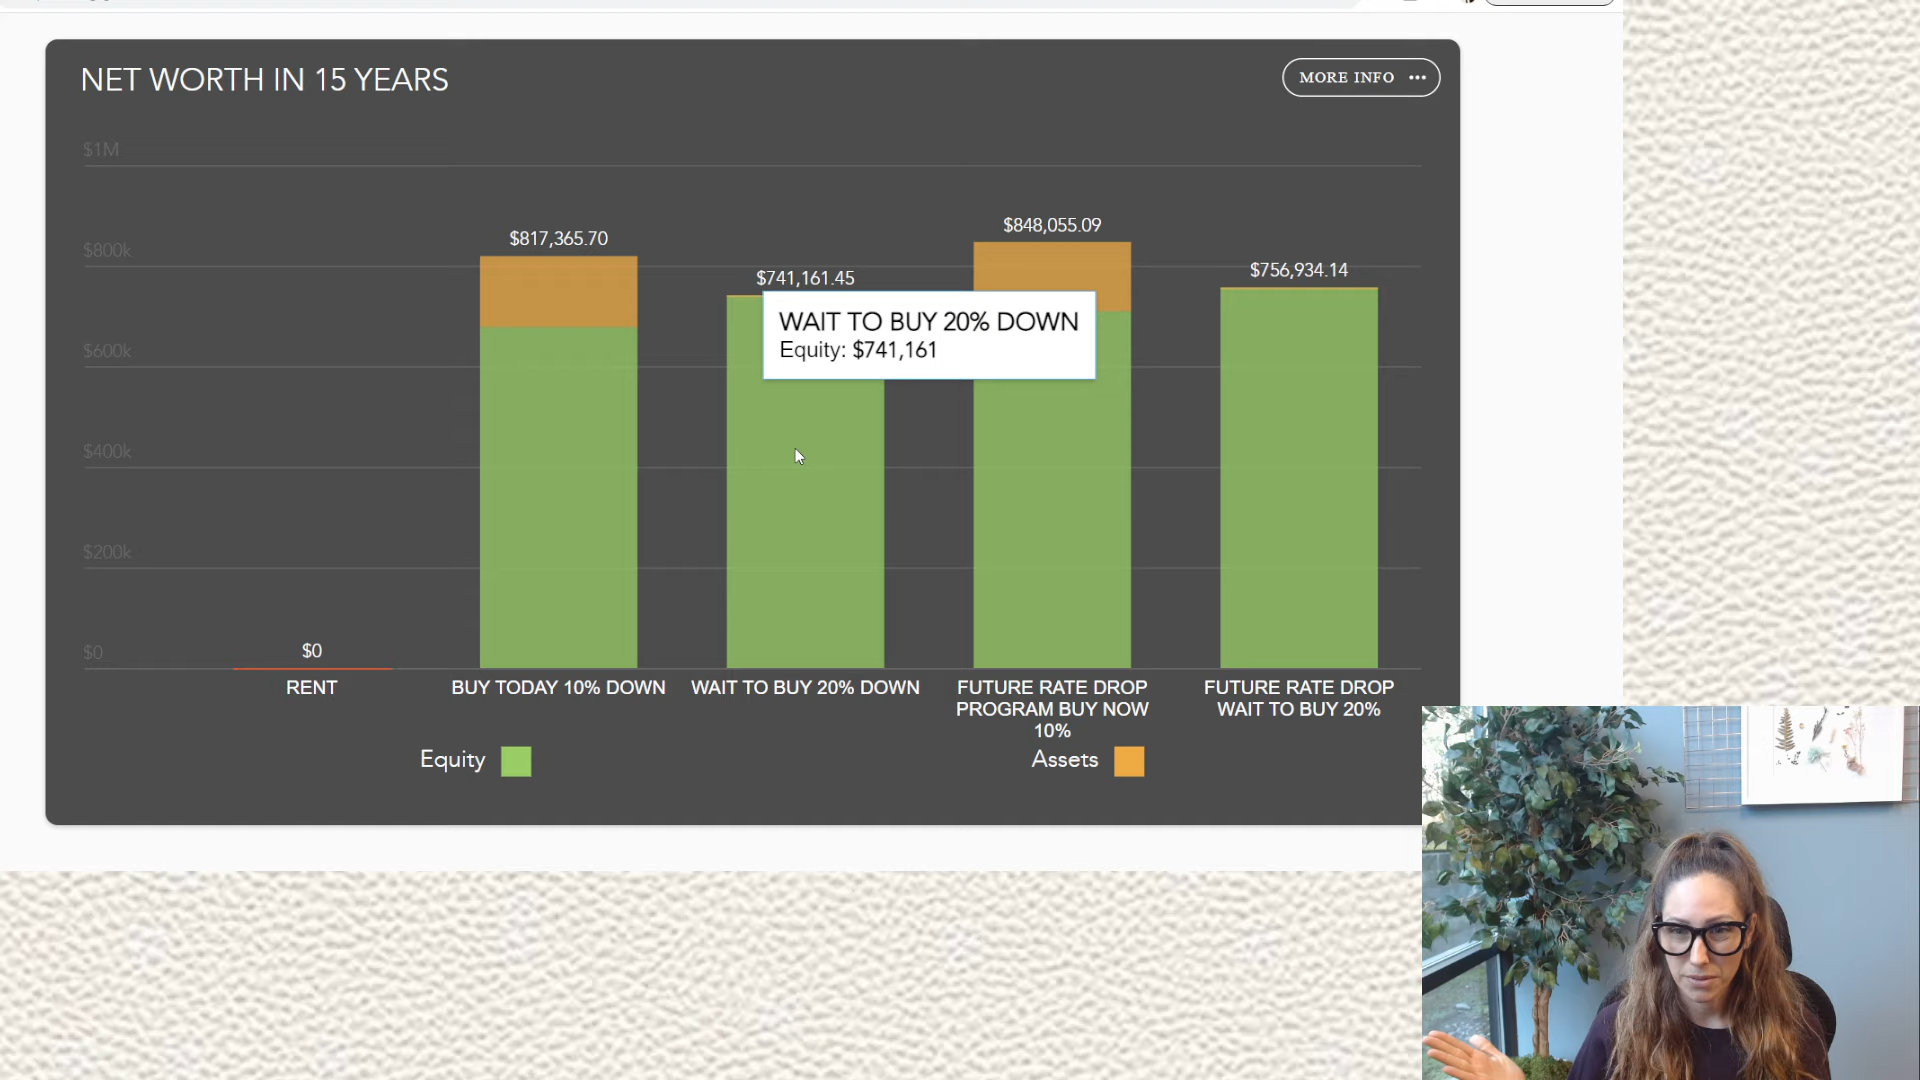 NET WORTH IN 15 YEARS
MORE INFO •••
$1M
$800k
$600k
$400k
$200k
$0
$0
$817,365.70
$741,161.45
$848,055.09
$756,934.14
WAIT TO BUY 20% DOWN
Equity: $741,161
RENT
BUY TODAY 10% DOWN
WAIT TO BUY 20% DOWN
FUTURE RATE DROP
PROGRAM BUY NOW
10%
FUTURE RATE DROP
WAIT TO BUY 20%
Equity
Assets